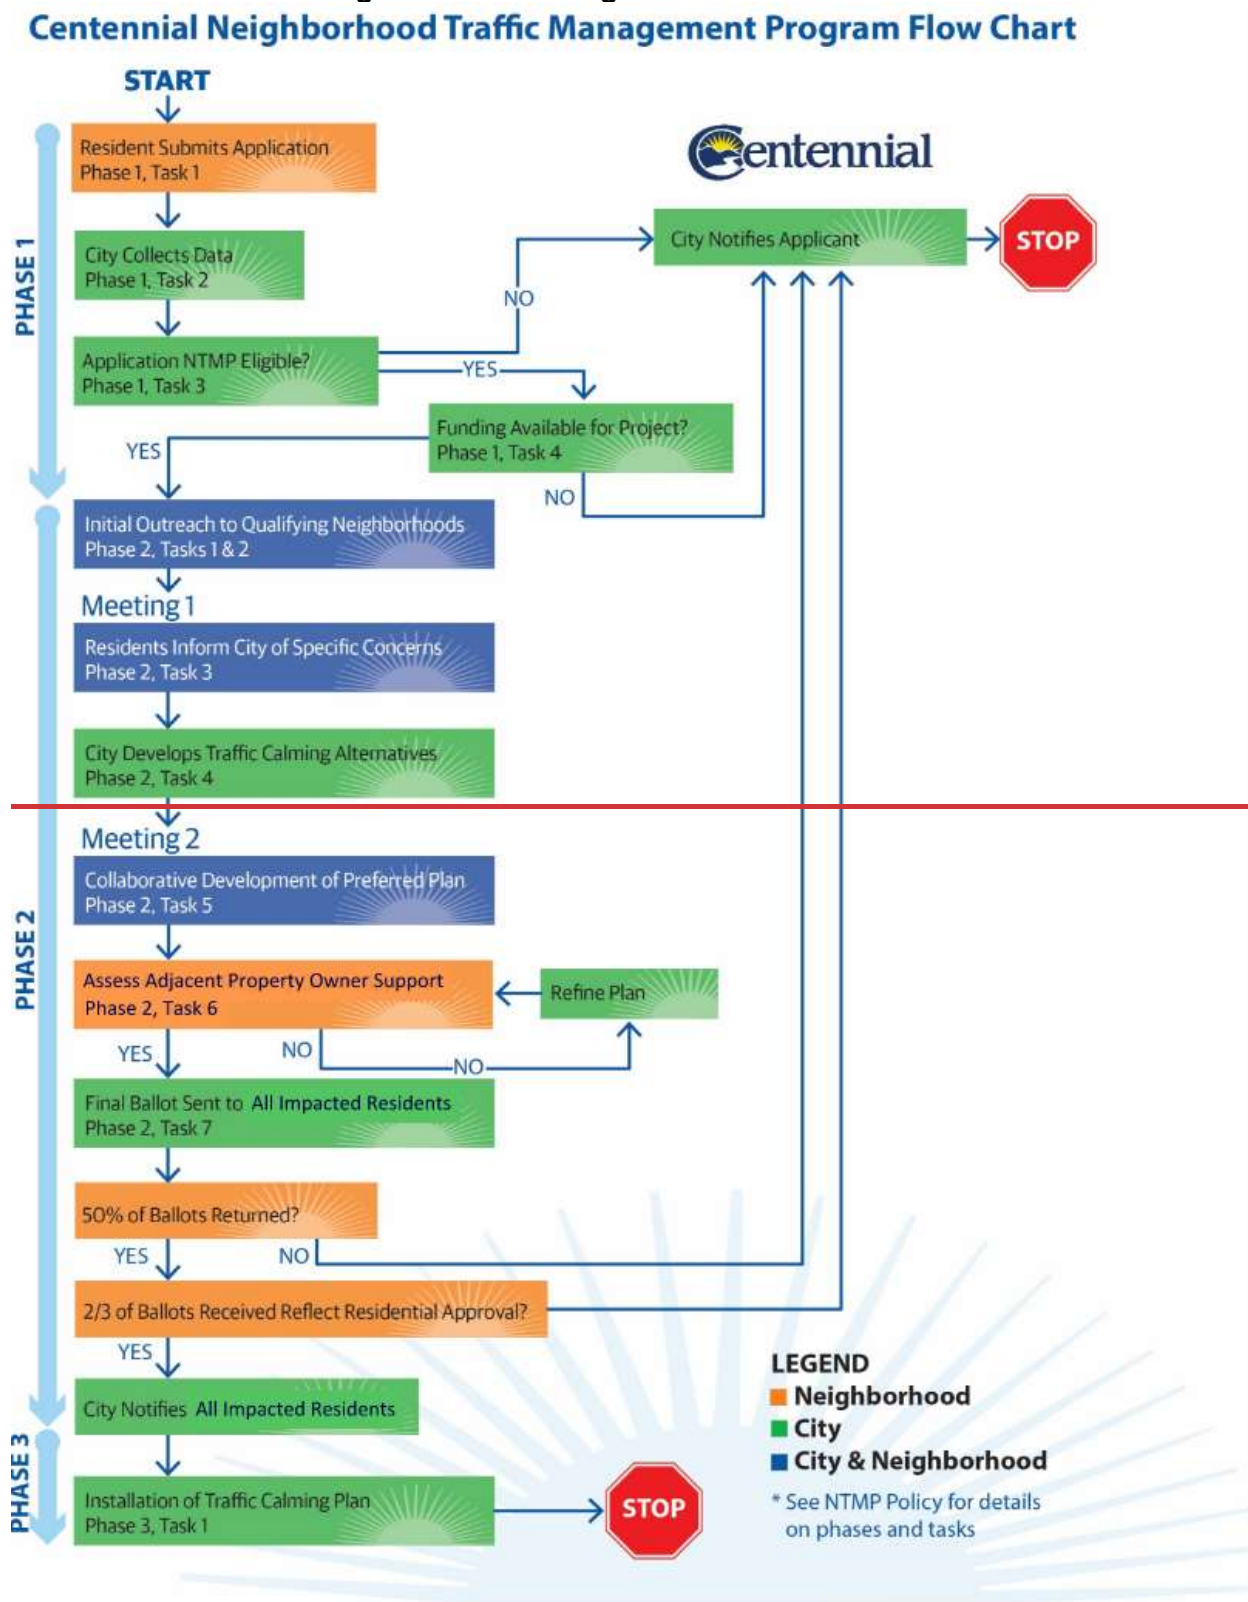 Centennial Neighborhood Traffic Management Program Flow Chart
START
Resident Submits Application
Phase 1, Task 1
Centennial
PHASE 1
City Collects Data
Phase 1, Task 2
City Notifies Applicant
STOP
NO
Application NTMP Eligible?
Phase 1, Task 3
YES
Funding Available for Project?
Phase 1, Task 4
YES
NO
Initial Outreach to Qualifying Neighborhoods
Phase 2, Tasks 1 & 2
Meeting 1
Residents Inform City of Specific Concerns
Phase 2, Task 3
City Develops Traffic Calming Alternatives
Phase 2, Task 4
Meeting 2
Collaborative Development of Preferred Plan
Phase 2, Task 5
PHASE 2
Assess Adjacent Property Owner Support
Phase 2, Task 6
Refine Plan
YES
NO
NO
Final Ballot Sent to All Impacted Residents
Phase 2, Task 7
50% of Ballots Returned?
YES
NO
2/3 of Ballots Received Reflect Residential Approval?
YES
City Notifies All Impacted Residents
PHASE 3
Installation of Traffic Calming Plan
Phase 3, Task 1
STOP
LEGEND
Neighborhood
City
City & Neighborhood
* See NTMP Policy for details
on phases and tasks